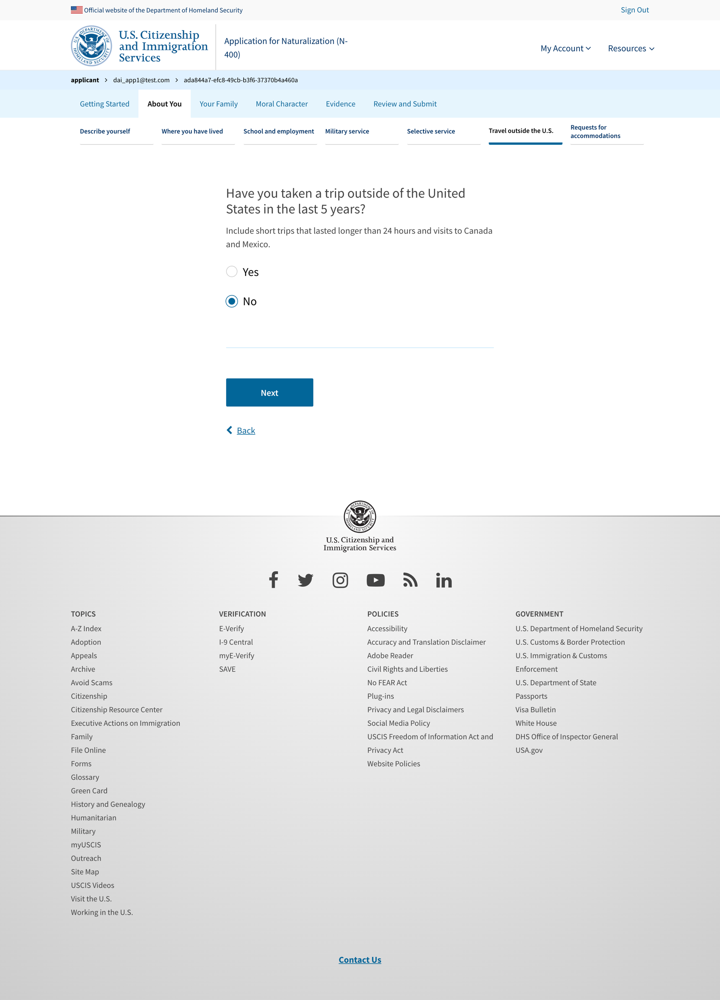 Official website of the Department of Homeland Security
Sign Out
U.S. DEPARTMENT OF HOMELAND SECURITY
U.S. Citizenship
and Immigration
Services
Application for Naturalization (N-
400)
My Account
Resources
applicant > dai_app1@test.com > ada844a7-efc8-49cb-b3f6-37370b4a460a
Getting Started
About You
Your Family
Moral Character
Evidence
Review and Submit
Describe yourself
Where you have lived
School and employment
Military service
Selective service
Travel outside the U.S.
Requests for
accommodations
Have you taken a trip outside of the United
States in the last 5 years?
Include short trips that lasted longer than 24 hours and visits to Canada
and Mexico.
Yes
No
Next
Back
U.S. DEPARTMENT OF HOMELAND SECURITY
U.S. Citizenship and
Immigration Services
TOPICS
A-Z Index
Adoption
Appeals
Archive
Avoid Scams
Citizenship
Citizenship Resource Center
Executive Actions on Immigration
Family
File Online
Forms
Glossary
Green Card
History and Genealogy
Humanitarian
Military
myUSCIS
Outreach
Site Map
USCIS Videos
Visit the U.S.
Working in the U.S.
VERIFICATION
E-Verify
I-9 Central
myE-Verify
SAVE
POLICIES
Accessibility
Accuracy and Translation Disclaimer
Adobe Reader
Civil Rights and Liberties
No FEAR Act
Plug-ins
Privacy and Legal Disclaimers
Social Media Policy
USCIS Freedom of Information Act and
Privacy Act
Website Policies
GOVERNMENT
U.S. Department of Homeland Security
U.S. Customs & Border Protection
U.S. Immigration & Customs
Enforcement
U.S. Department of State
Passports
Visa Bulletin
White House
DHS Office of Inspector General
USA.gov
Contact Us